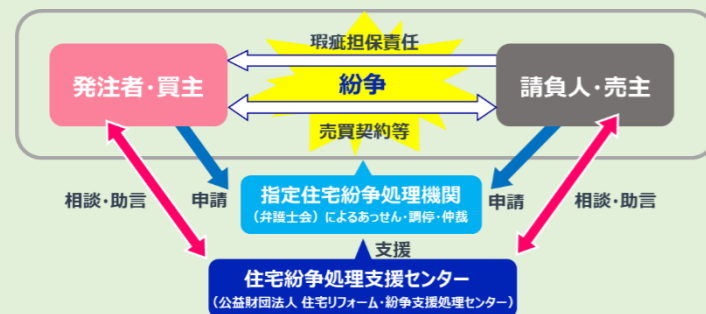 瑕疵担保責任
発注者・買主
紛争
請負人・売主
売買契約等
相談・助言
申請
指定住宅紛争処理機関
(弁護士会)によるあっせん・調停・仲裁
申請
相談・助言
支援
住宅紛争処理支援センター
(公益財団法人 住宅リフォーム・紛争支援処理センター)